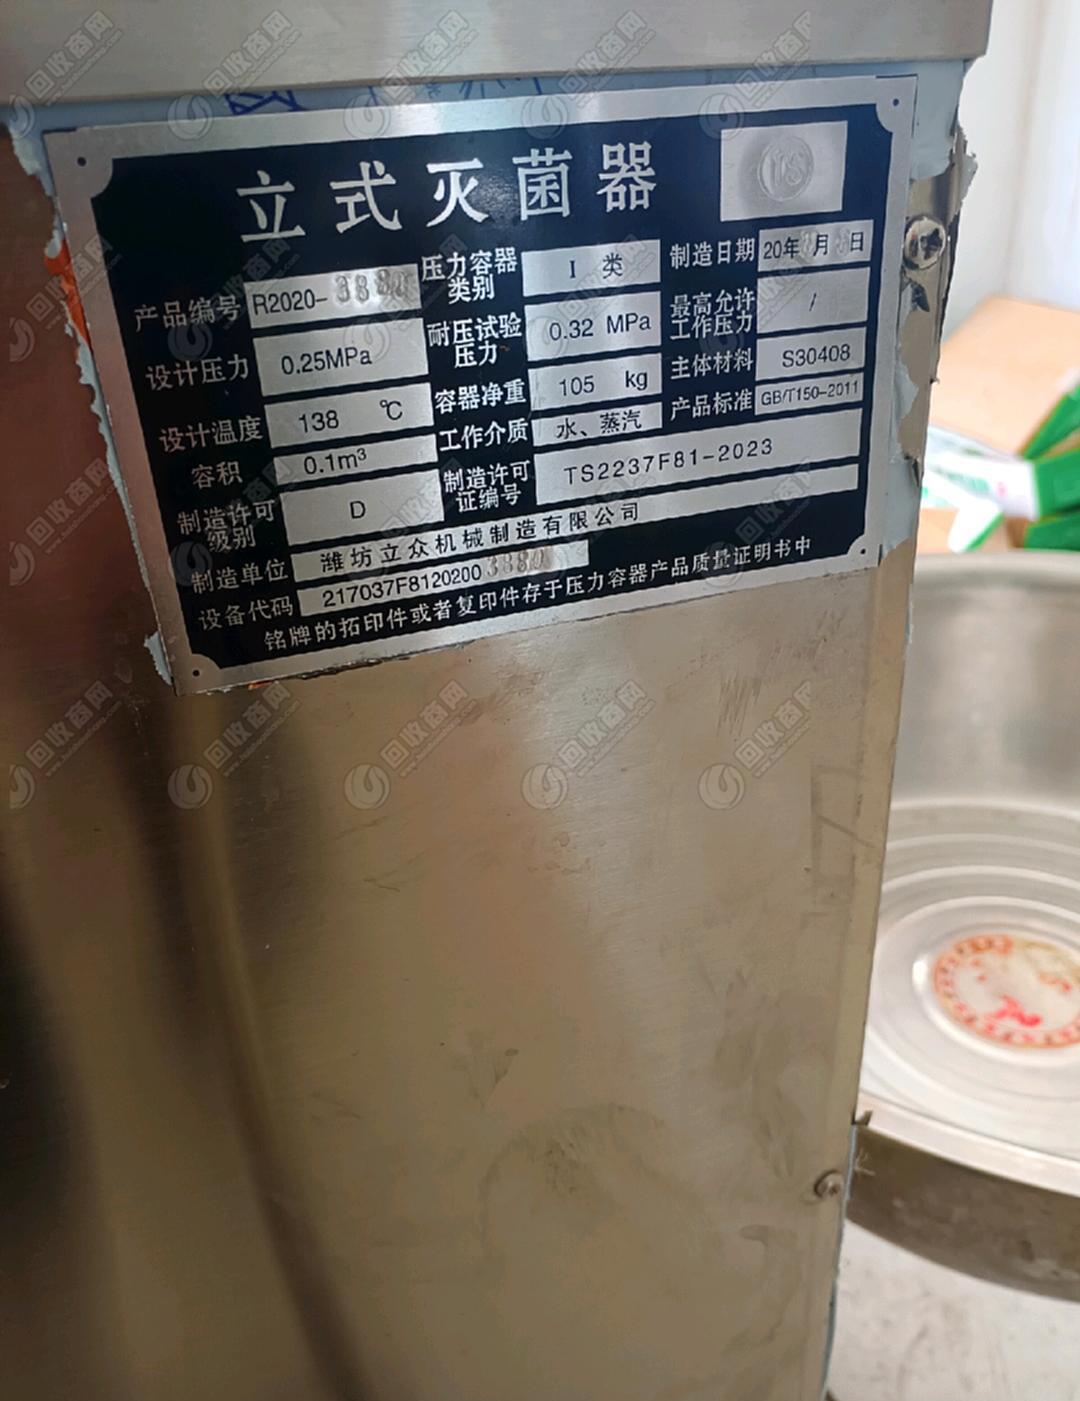 立式灭菌器
产品编号 R2020- 压力容器类别 I 类 制造日期 20年 月 日
设计压力 0.25MPa 耐压试验压力 0.32 MPa 最高允许工作压力 /
设计温度 138 ℃ 容器净重 105 kg 主体材料 S30408
容积 0.1m³ 工作介质 水、蒸汽 产品标准 GB/T150-2011
制造许可级别 D 制造许可证编号 TS2237F81-2023
制造单位 潍坊立众机械制造有限公司
设备代码 217037F8120200
铭牌的拓印件或者复印件存于压力容器产品质量证明书中
回收商网